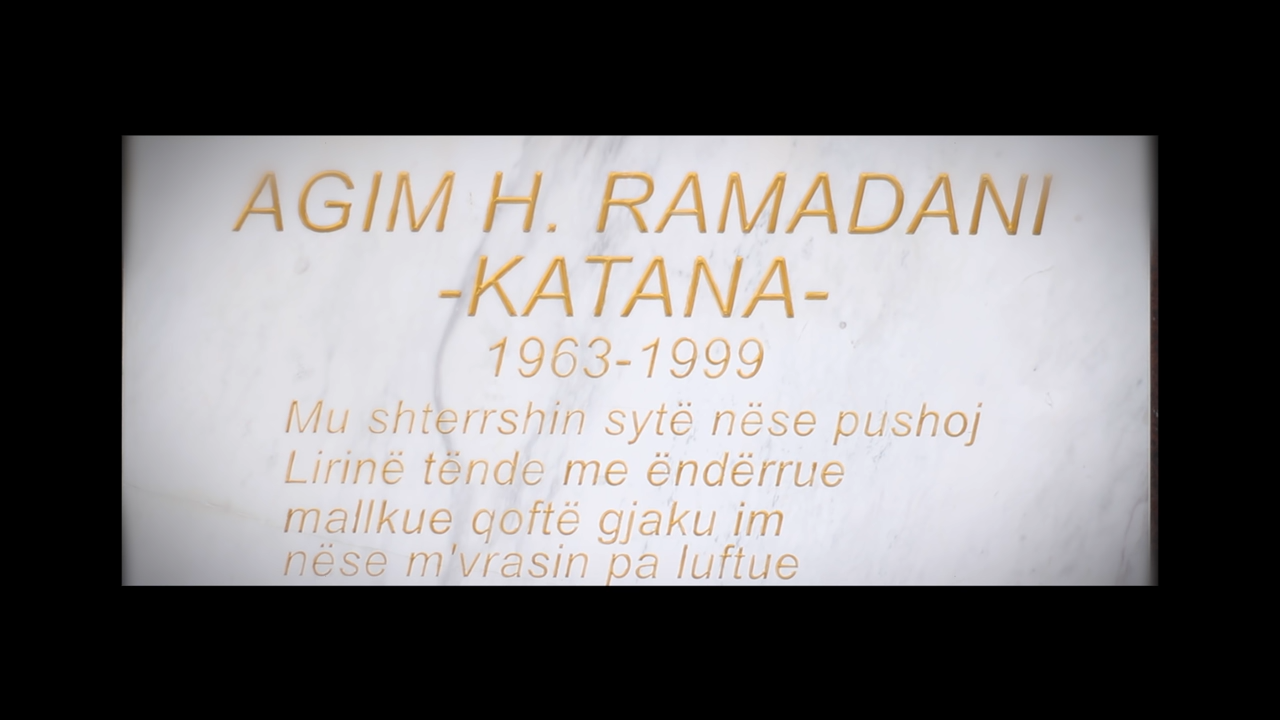 AGIM H. RAMADANI
-KATANA-
1963-1999
Mu shterrshin sytë nëse pushoj
Lirinë tënde me ëndërrue
mallkue qoftë gjaku im
nëse m'vrasin pa luftue